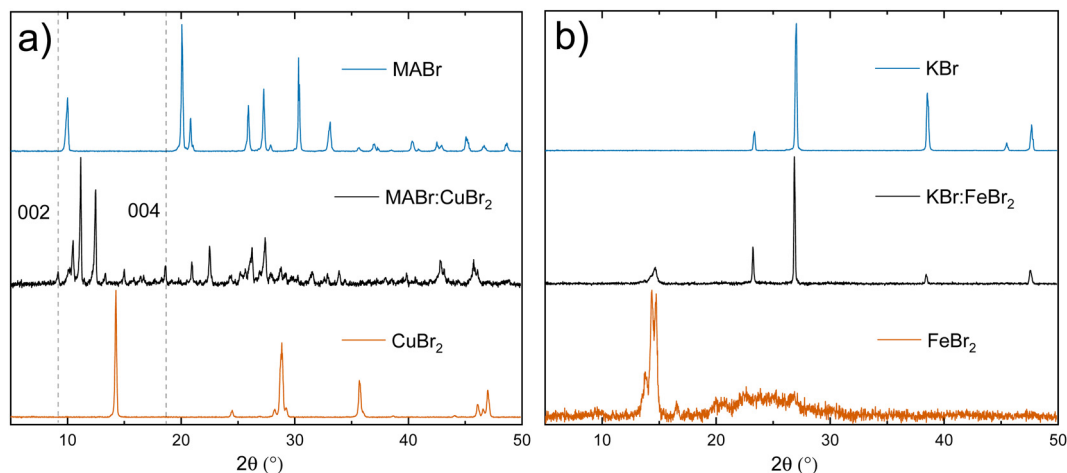 a)
MABr
002
004
MABr:CuBr₂
CuBr₂
10 20 30 40 50
2θ (°)
b)
KBr
KBr:FeBr₂
FeBr₂
10 20 30 40 50
2θ (°)